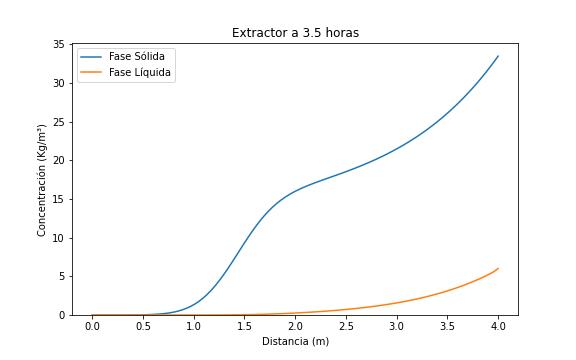 Extractor a 3.5 horas
Fase Sólida
Fase Líquida
Concentración (Kg/m³)
35
30
25
20
15
10
5
0
0.0 0.5 1.0 1.5 2.0 2.5 3.0 3.5 4.0
Distancia (m)